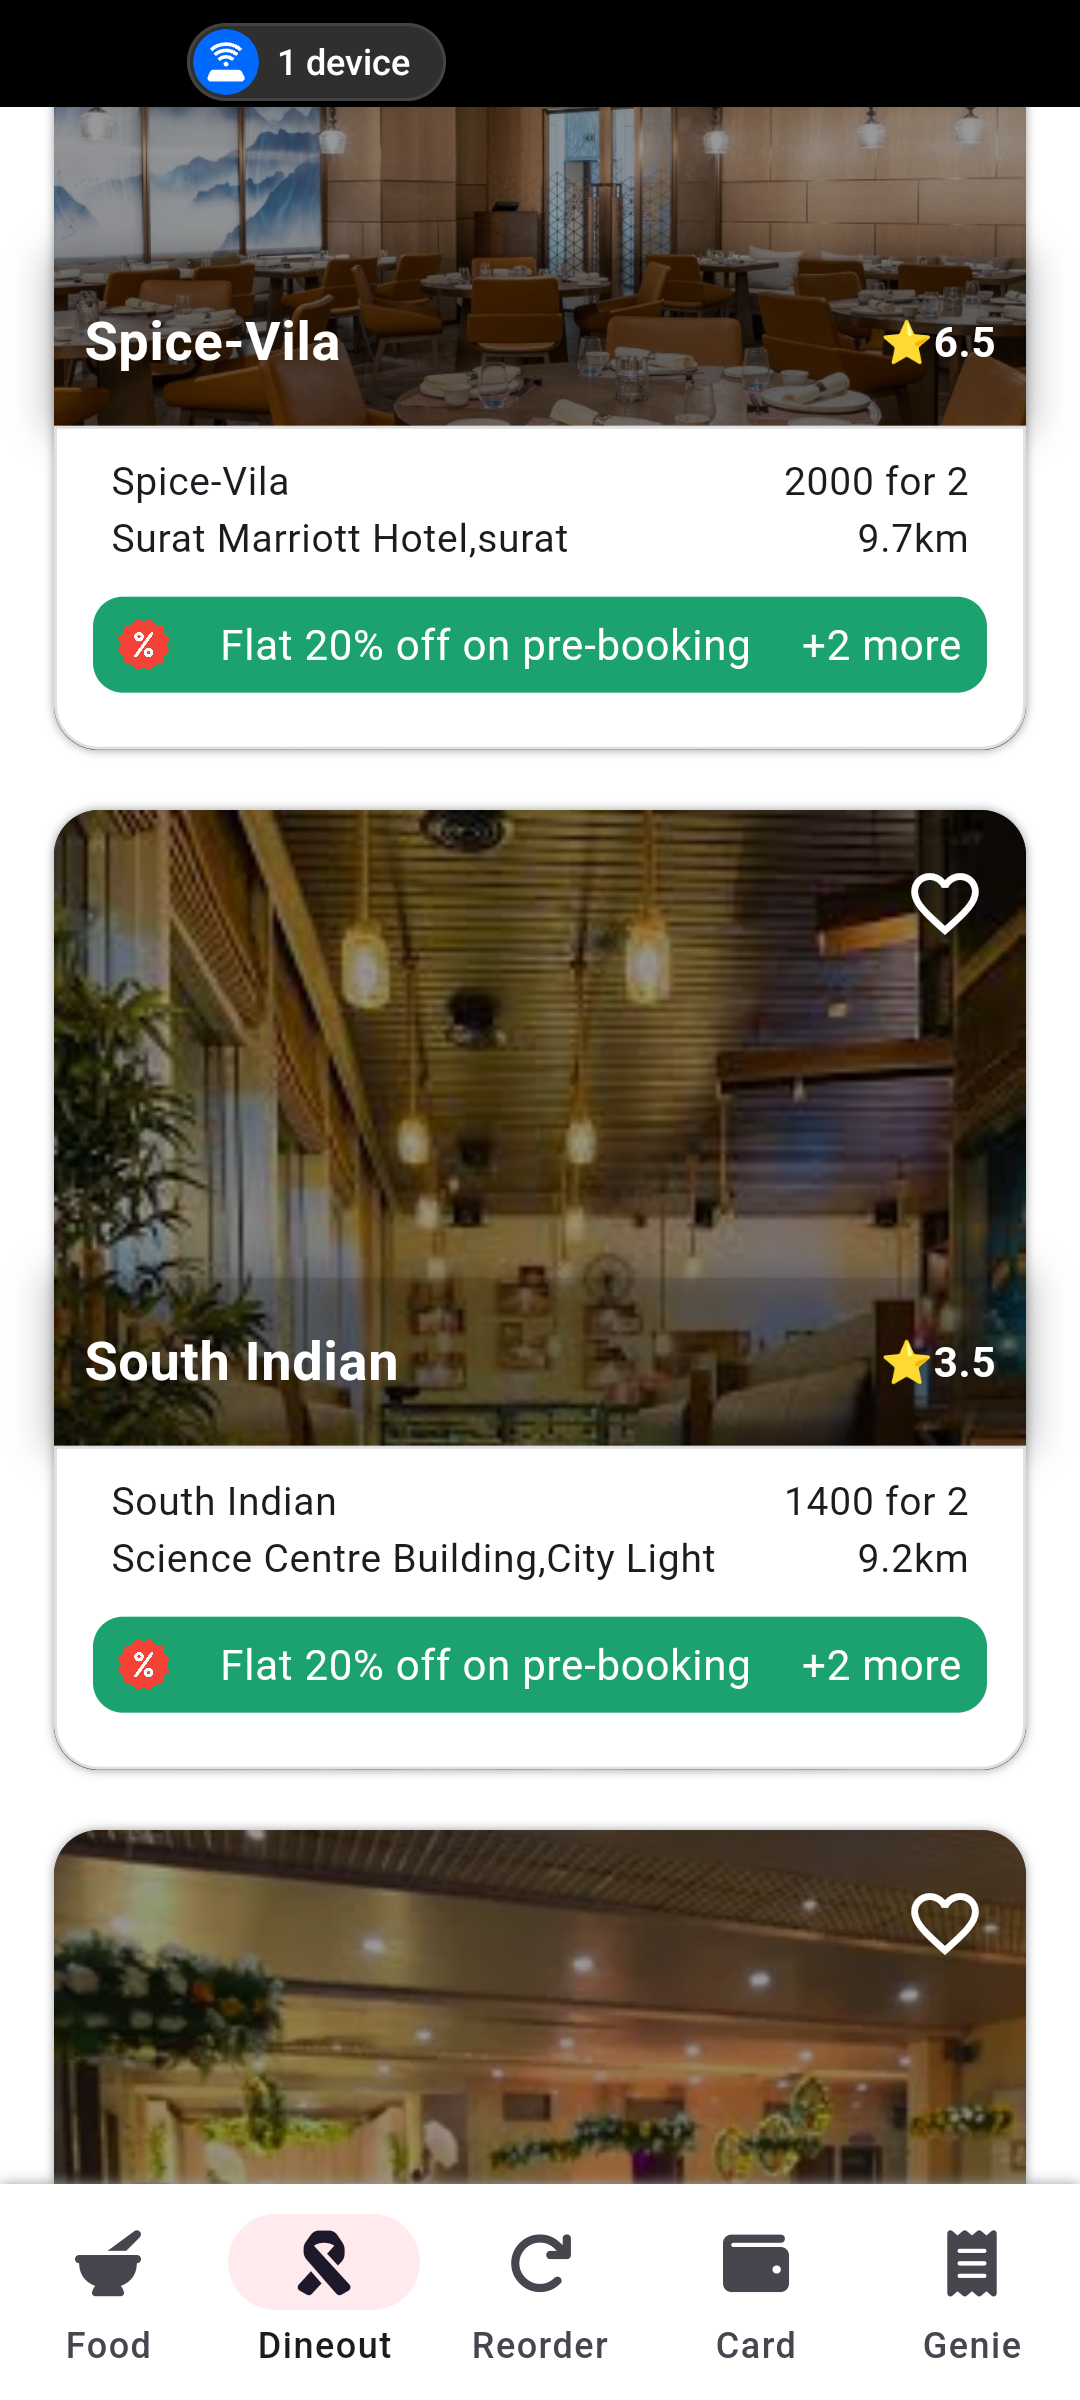 1 device
Spice-Vila
⭐6.5
Spice-Vila
2000 for 2
Surat Marriott Hotel,surat
9.7km
Flat 20% off on pre-booking
+2 more
South Indian
⭐3.5
South Indian
1400 for 2
Science Centre Building,City Light
9.2km
Flat 20% off on pre-booking
+2 more
Food
Dineout
Reorder
Card
Genie